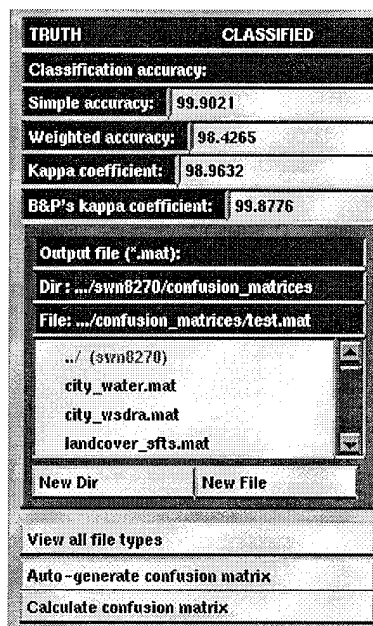 TRUTH CLASSIFIED
Classification accuracy:
Simple accuracy: 99.9021
Weighted accuracy: 98.4265
Kappa coefficient: 98.9632
B&P's kappa coefficient: 99.8776
Output file (*.mat):
Dir : .../swn8270/confusion_matrices
File: .../confusion_matrices/test.mat
../ (swn8270)
city_water.mat
city_wsdra.mat
landcover_sfts.mat
New Dir New File
View all file types
Auto-generate confusion matrix
Calculate confusion matrix